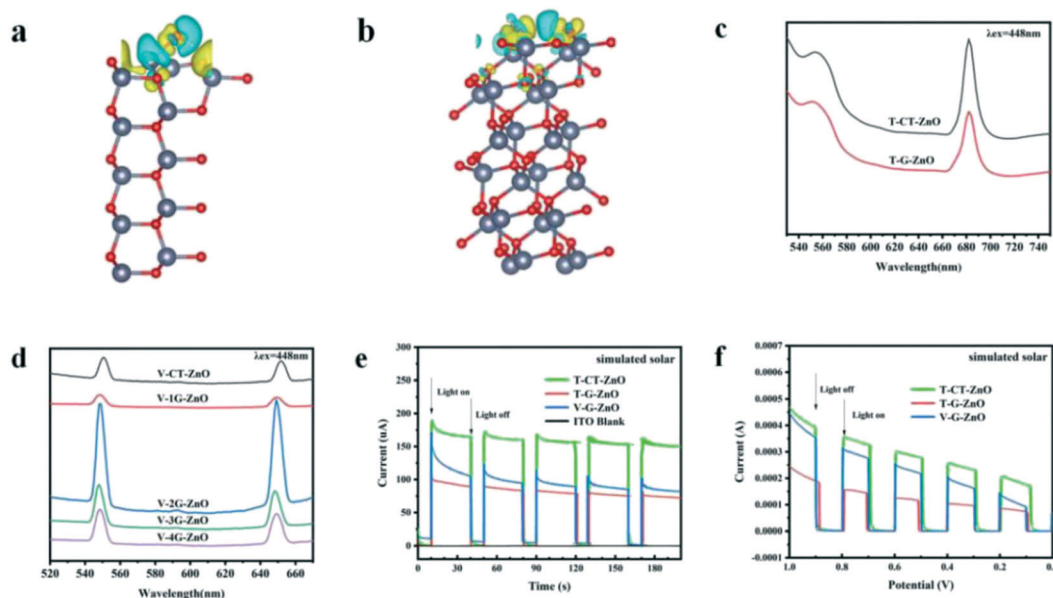 a
b
c
λex=448nm
T-CT-ZnO
T-G-ZnO
530 540 560 580 600 620 640 660 680 700 720 740
Wavelength(nm)
d
λex=448nm
V-CT-ZnO
V-1G-ZnO
V-2G-ZnO
V-3G-ZnO
V-4G-ZnO
520 540 560 580 600 620 640 660
Wavelength(nm)
e
simulated solar
300
250
200
150
100
50
0
Current (uA)
Light on
Light off
T-CT-ZnO
T-G-ZnO
V-G-ZnO
ITO Blank
0 30 60 90 120 150 180
Time (s)
f
simulated solar
0.0007
0.0006
0.0005
0.0004
0.0003
0.0002
0.0001
0.0000
-0.0001
Current (A)
Light off
Light on
T-CT-ZnO
T-G-ZnO
V-G-ZnO
1.0 0.8 0.6 0.4 0.2
Potential (V)